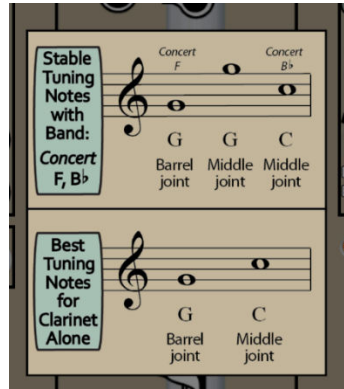 Stable
Tuning
Notes
with
Band:
Concert
F, B♭
Concert
F
Concert
B♭
G G C
Barrel
joint
Middle
joint
Middle
joint
Best
Tuning
Notes
for
Clarinet
Alone
G C
Barrel
joint
Middle
joint